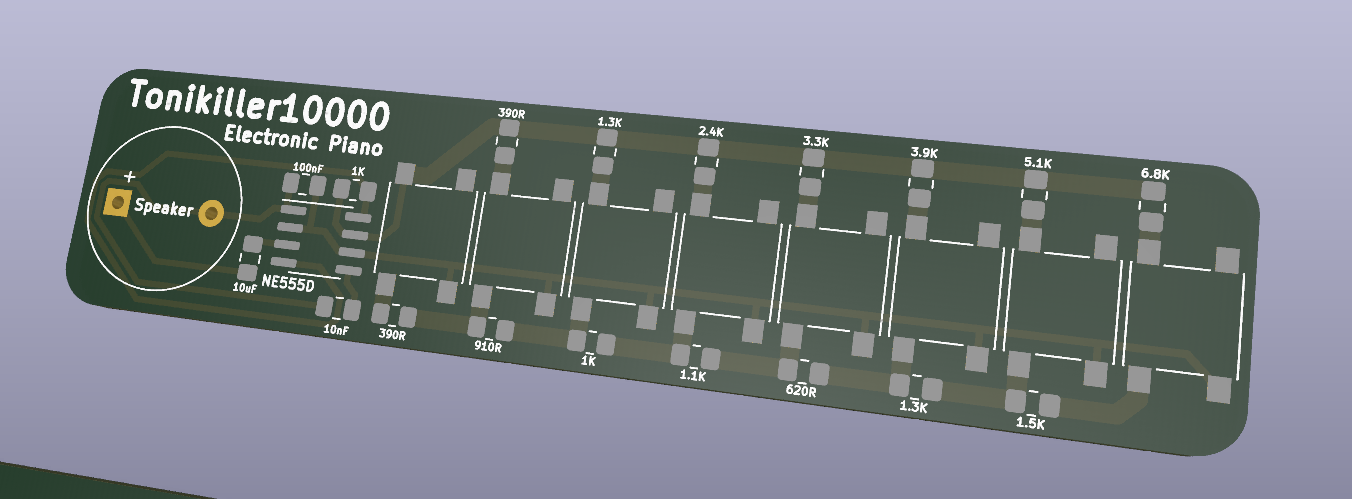 Tonikiller10000
Electronic Piano
390R
1.3K
2.4K
3.3K
3.9K
5.1K
6.8K
100nF
1K
+
Speaker
10uF
NE555D
10nF
390R
910R
1K
1.1K
620R
1.3K
1.5K